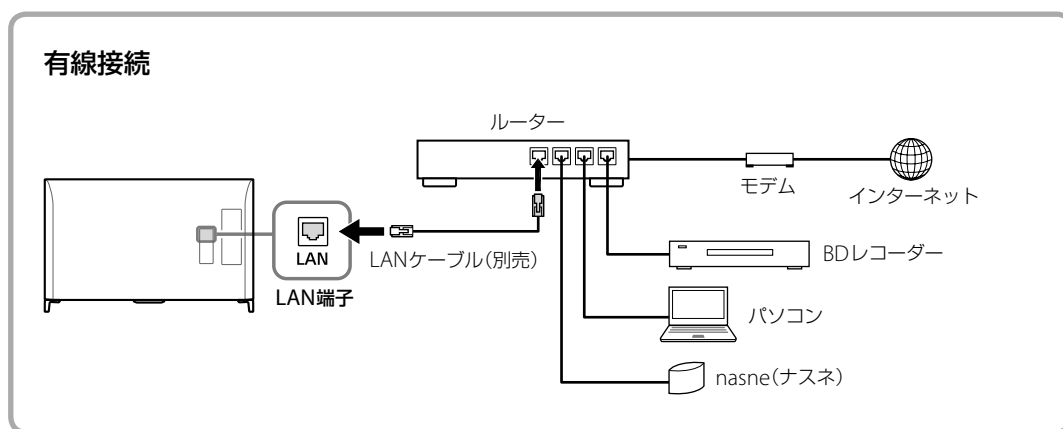 有線接続
ルーター
モデム
インターネット
LAN
LANケーブル(別売)
LAN端子
BDレコーダー
パソコン
nasne(ナスネ)